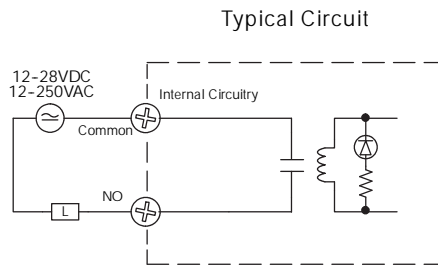 Typical Circuit
12-28VDC
12-250VAC
Internal Circuitry
Common
NO
L